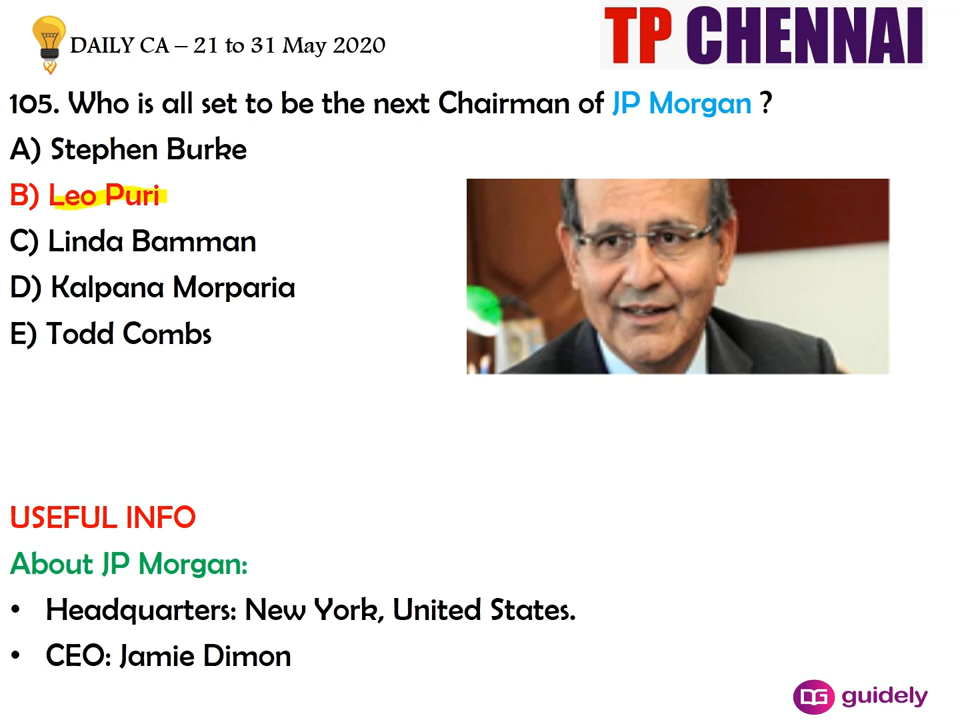 DAILY CA – 21 to 31 May 2020
TP CHENNAI
105. Who is all set to be the next Chairman of JP Morgan ?
A) Stephen Burke
B) Leo Puri
C) Linda Bamman
D) Kalpana Morparia
E) Todd Combs
USEFUL INFO
About JP Morgan:
• Headquarters: New York, United States.
• CEO: Jamie Dimon
guidely